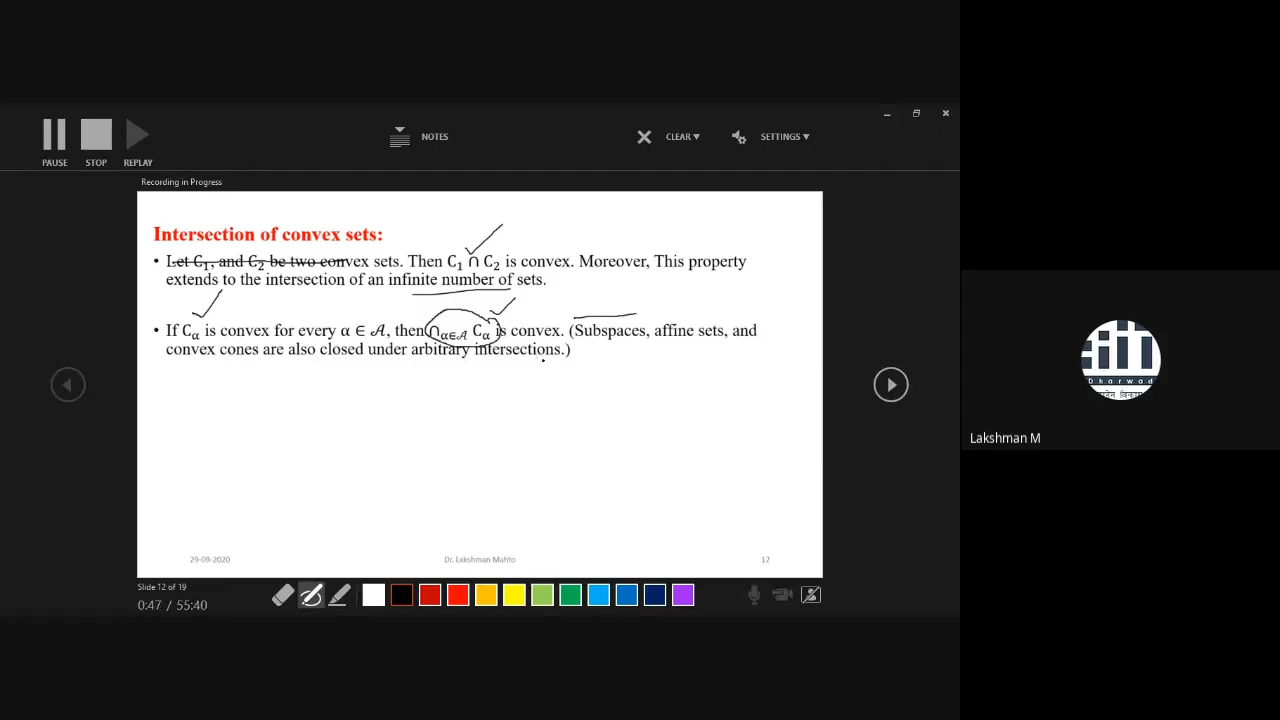 PAUSE
STOP
REPLAY
NOTES
CLEAR
SETTINGS
Recording in Progress
Intersection of convex sets:
• Let C₁, and C₂ be two convex sets. Then C₁ ∩ C₂ is convex. Moreover, This property
extends to the intersection of an infinite number of sets.
• If Cα is convex for every α ∈ 𝒜, then ∩α∈𝒜 Cα is convex. (Subspaces, affine sets, and
convex cones are also closed under arbitrary intersections.)
29-09-2020
Dr. Lakshman Mahto
12
Slide 12 of 19
0:47 / 55:40
Dharwad
Lakshman M